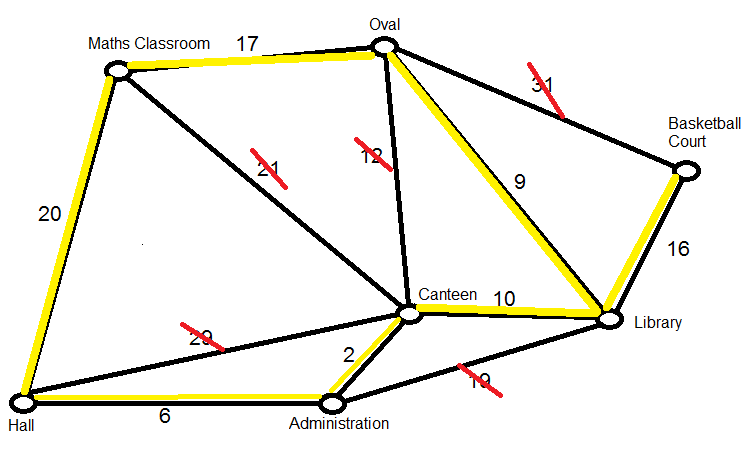 Oval
Maths Classroom
17
31
Basketball
Court
12
21
9
20
16
Canteen
10
Library
29
2
19
6
Hall
Administration